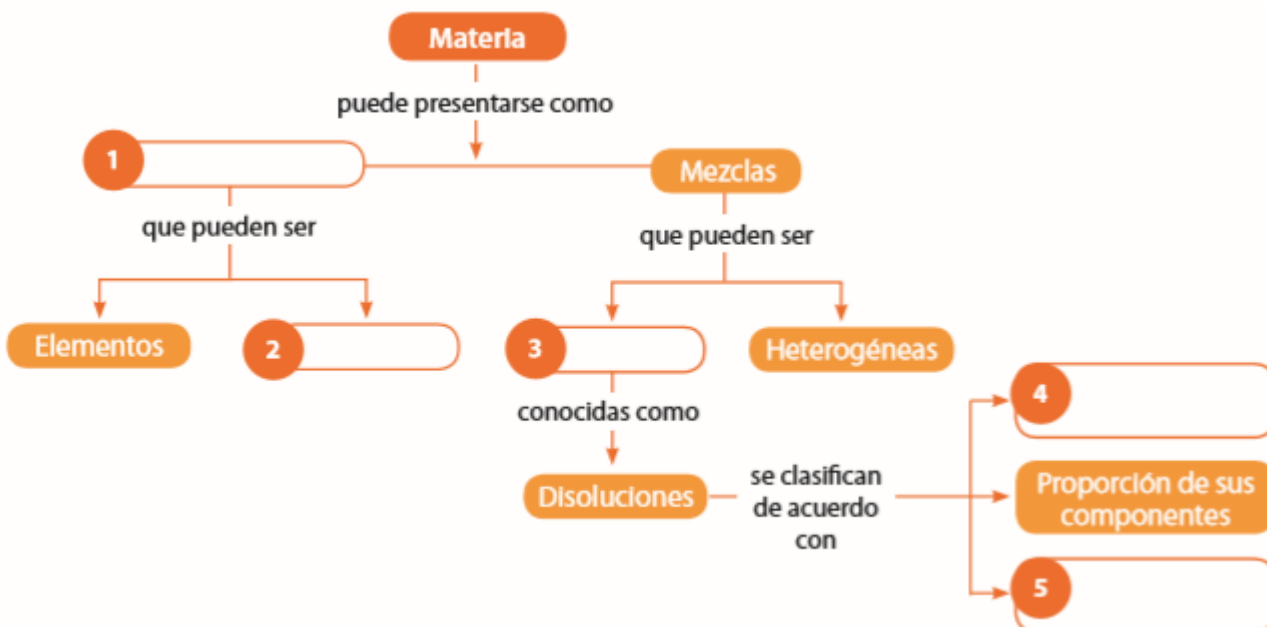 Materia
puede presentarse como
1
Mezclas
que pueden ser
que pueden ser
Elementos
2
3
Heterogéneas
conocidas como
4
Disoluciones
se clasifican
de acuerdo
con
Proporción de sus
componentes
5